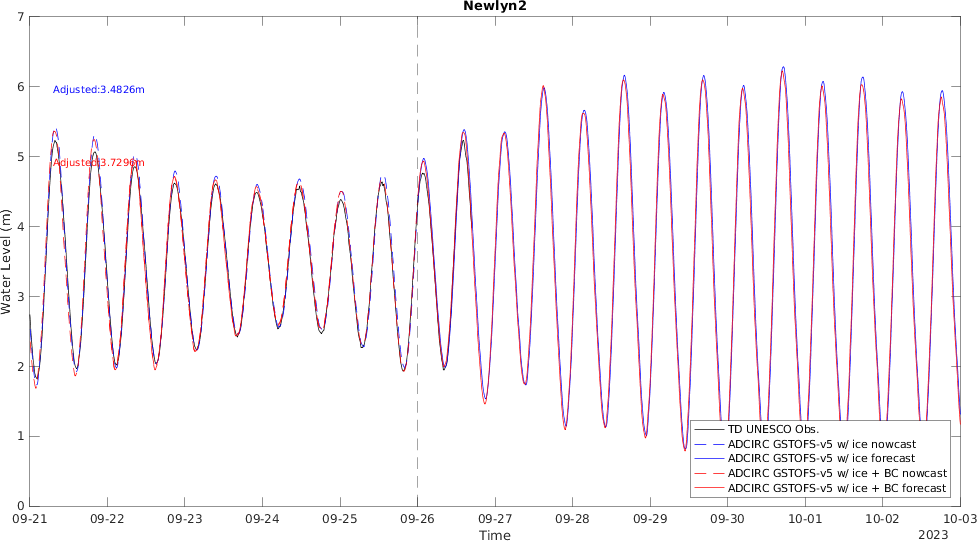 Newlyn2
7
6
5
4
3
2
1
0
Water Level (m)
Adjusted:3.4826m
Adjusted:3.7296m
TD UNESCO Obs.
ADCIRC GSTOFS-v5 w/ ice nowcast
ADCIRC GSTOFS-v5 w/ ice forecast
ADCIRC GSTOFS-v5 w/ ice + BC nowcast
ADCIRC GSTOFS-v5 w/ ice + BC forecast
09-21 09-22 09-23 09-24 09-25 09-26 09-27 09-28 09-29 09-30 10-01 10-02 10-03
Time
2023